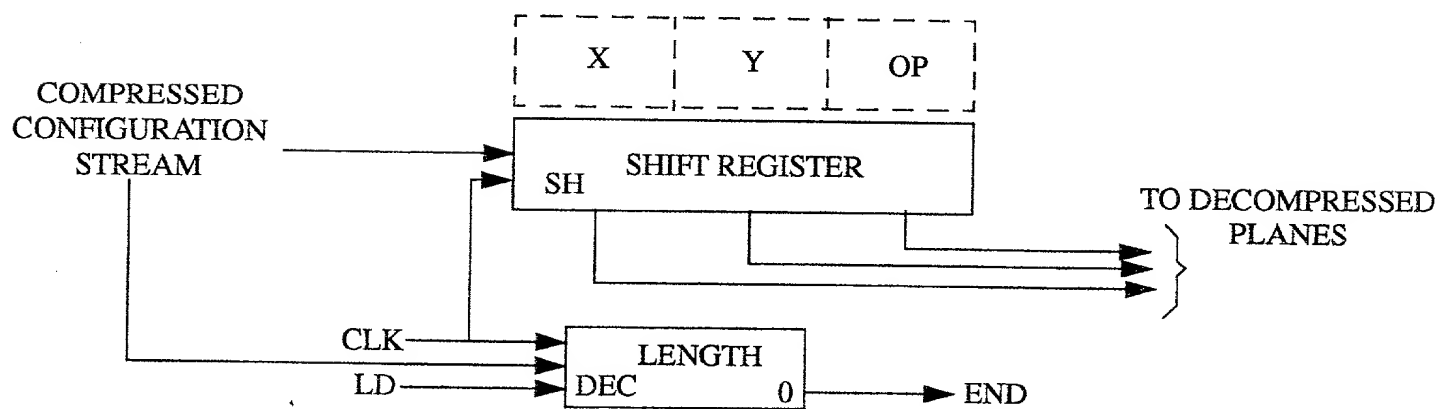 X Y OP
COMPRESSED
CONFIGURATION
STREAM
SHIFT REGISTER
SH
TO DECOMPRESSED
PLANES
CLK
LENGTH
LD
DEC 0
END